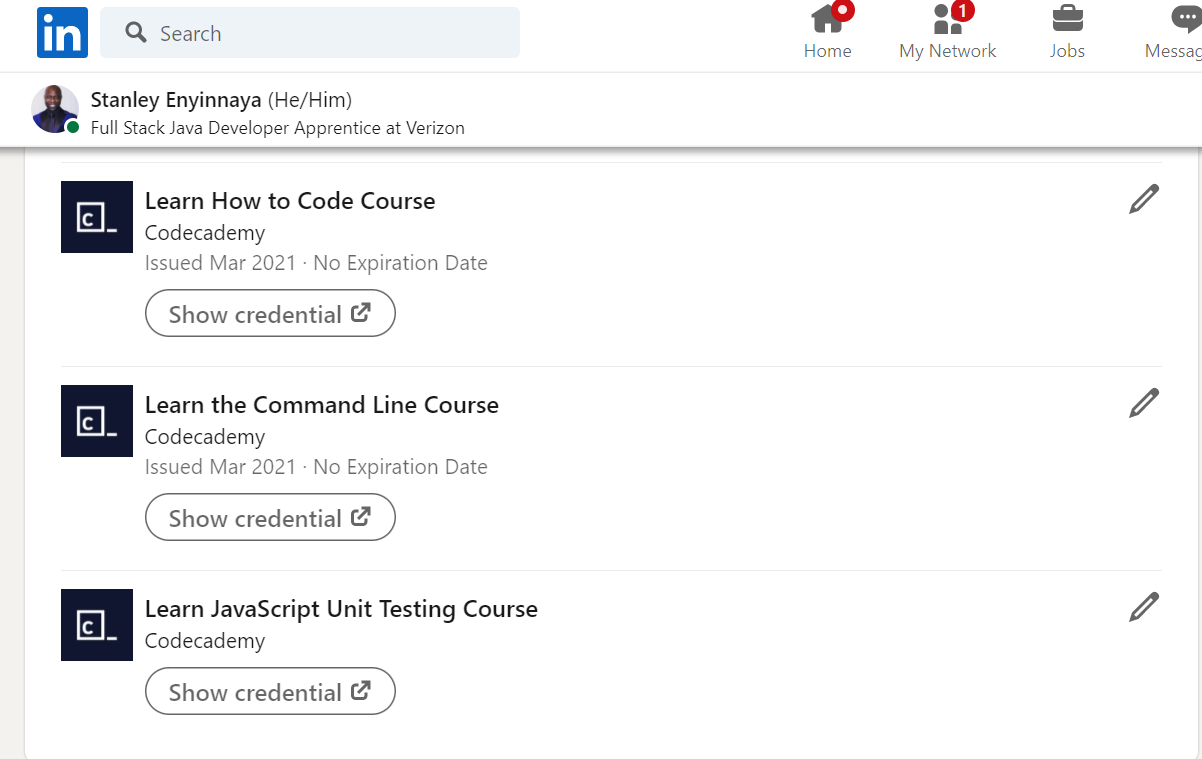 in
Search
Home
1
My Network
Jobs
Messag
Stanley Enyinnaya (He/Him)
Full Stack Java Developer Apprentice at Verizon
c_
Learn How to Code Course
Codecademy
Issued Mar 2021 · No Expiration Date
Show credential
c_
Learn the Command Line Course
Codecademy
Issued Mar 2021 · No Expiration Date
Show credential
c_
Learn JavaScript Unit Testing Course
Codecademy
Show credential